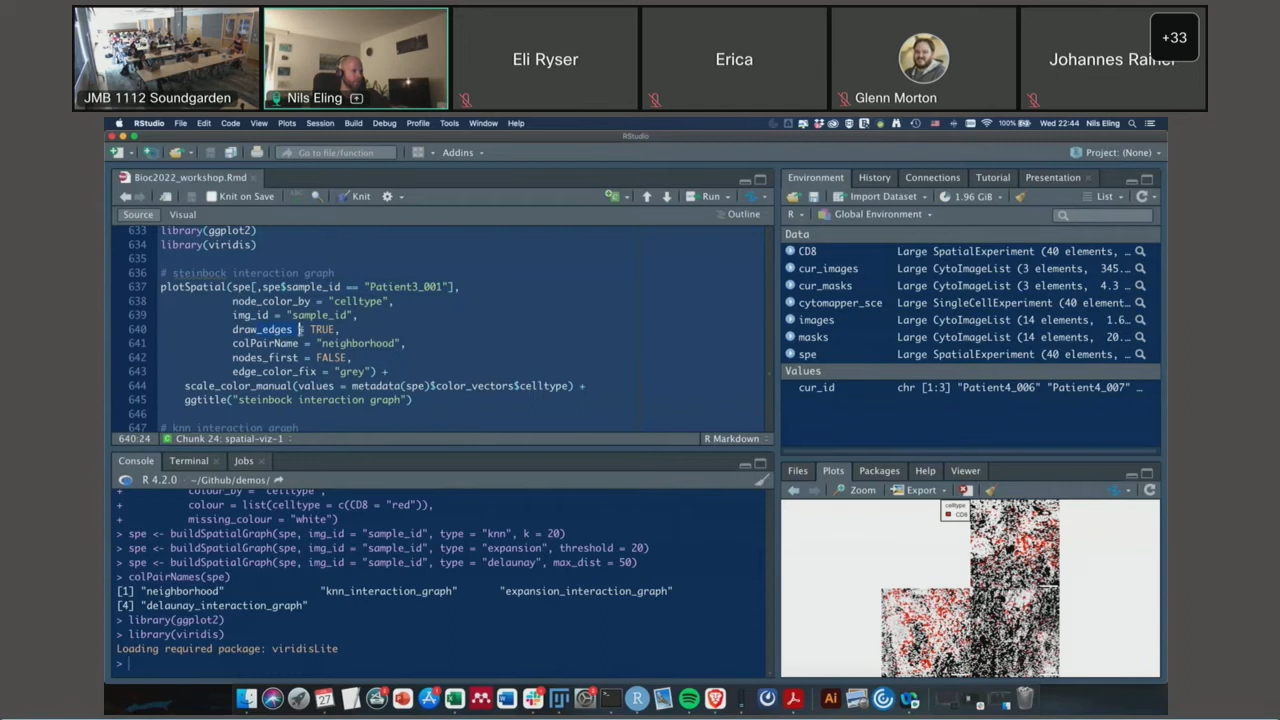 JMB 1112 Soundgarden
Nils Eling
Eli Ryser
Erica
Glenn Morton
Johannes Rainer
+33
RStudio File Edit Code View Plots Session Build Debug Profile Tools Window Help
100% Wed 22:44 Nils Eling
RStudio
Go to file/function
Addins
Project: (None)
Bioc2022_workshop.Rmd
Knit on Save
Knit
Run
Source Visual
Outline
633 library(ggplot2)
634 library(viridis)
635
636 # steinbock interaction graph
637 plotSpatial(spe[,spe$sample_id == "Patient3_001"],
638 node_color_by = "celltype",
639 img_id = "sample_id",
640 draw_edges = TRUE,
641 colPairName = "neighborhood",
642 nodes_first = FALSE,
643 edge_color_fix = "grey") +
644 scale_color_manual(values = metadata(spe)$color_vectors$celltype) +
645 ggtitle("steinbock interaction graph")
646
647 # knn interaction graph
640:24 Chunk 24: spatial-viz-1 R Markdown
Console Terminal Jobs
R 4.2.0 · ~/Github/demos/
+ colour_by = "celltype",
+ colour = list(celltype = c(CD8 = "red")),
+ missing_colour = "white")
> spe <- buildSpatialGraph(spe, img_id = "sample_id", type = "knn", k = 20)
> spe <- buildSpatialGraph(spe, img_id = "sample_id", type = "expansion", threshold = 20)
> spe <- buildSpatialGraph(spe, img_id = "sample_id", type = "delaunay", max_dist = 50)
> colPairNames(spe)
[1] "neighborhood" "knn_interaction_graph" "expansion_interaction_graph"
[4] "delaunay_interaction_graph"
> library(ggplot2)
> library(viridis)
Loading required package: viridisLite
>
Environment History Connections Tutorial Presentation
Import Dataset 1.96 GiB List
R Global Environment
Data
CD8 Large SpatialExperiment (40 elements, …
cur_images Large CytoImageList (3 elements, 345.…
cur_masks Large CytoImageList (3 elements, 4.3 …
cytomapper_sce Large SingleCellExperiment (40 element…
images Large CytoImageList (14 elements, 1.6…
masks Large CytoImageList (14 elements, 20.…
spe Large SpatialExperiment (40 elements, …
Values
cur_id chr [1:3] "Patient4_006" "Patient4_007" …
Files Plots Packages Help Viewer
Zoom Export
celltype
CD8
27
Ai